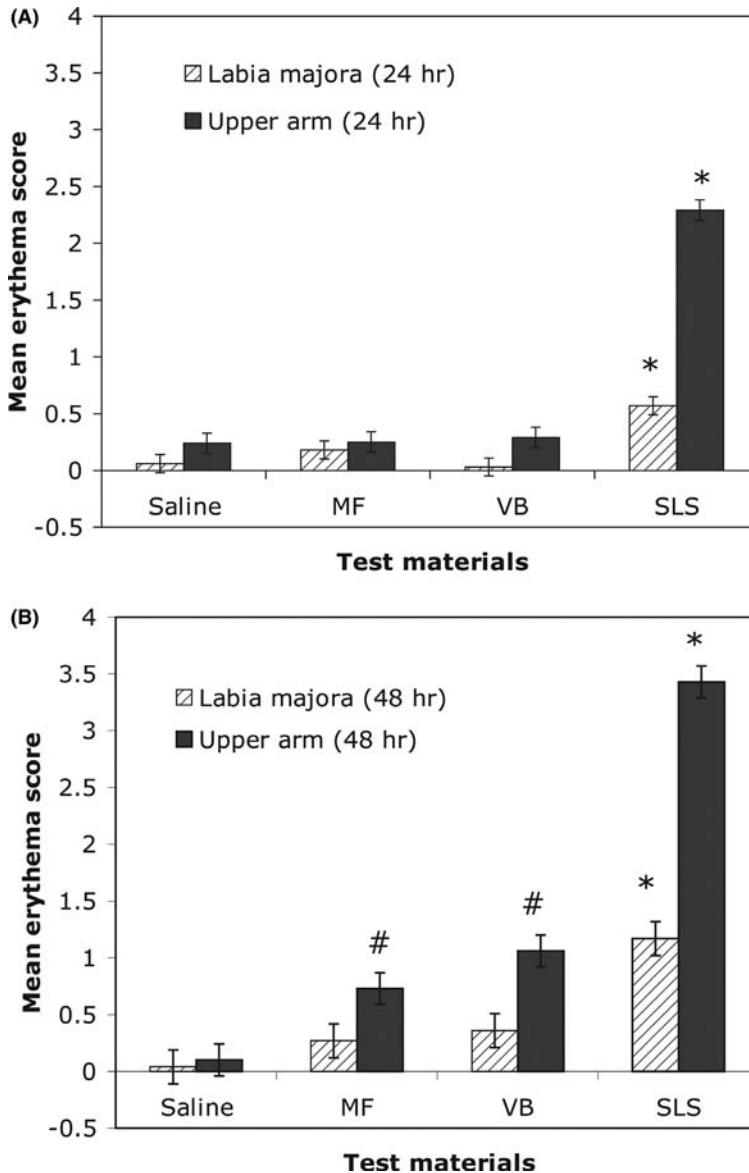 (A)
4
3.5
3
2.5
2
1.5
1
0.5
0
-0.5
Mean erythema score
Labia majora (24 hr)
Upper arm (24 hr)
*
*
Saline MF VB SLS
Test materials
(B)
4
3.5
3
2.5
2
1.5
1
0.5
0
-0.5
Mean erythema score
Labia majora (48 hr)
Upper arm (48 hr)
*
*
#
#
Saline MF VB SLS
Test materials